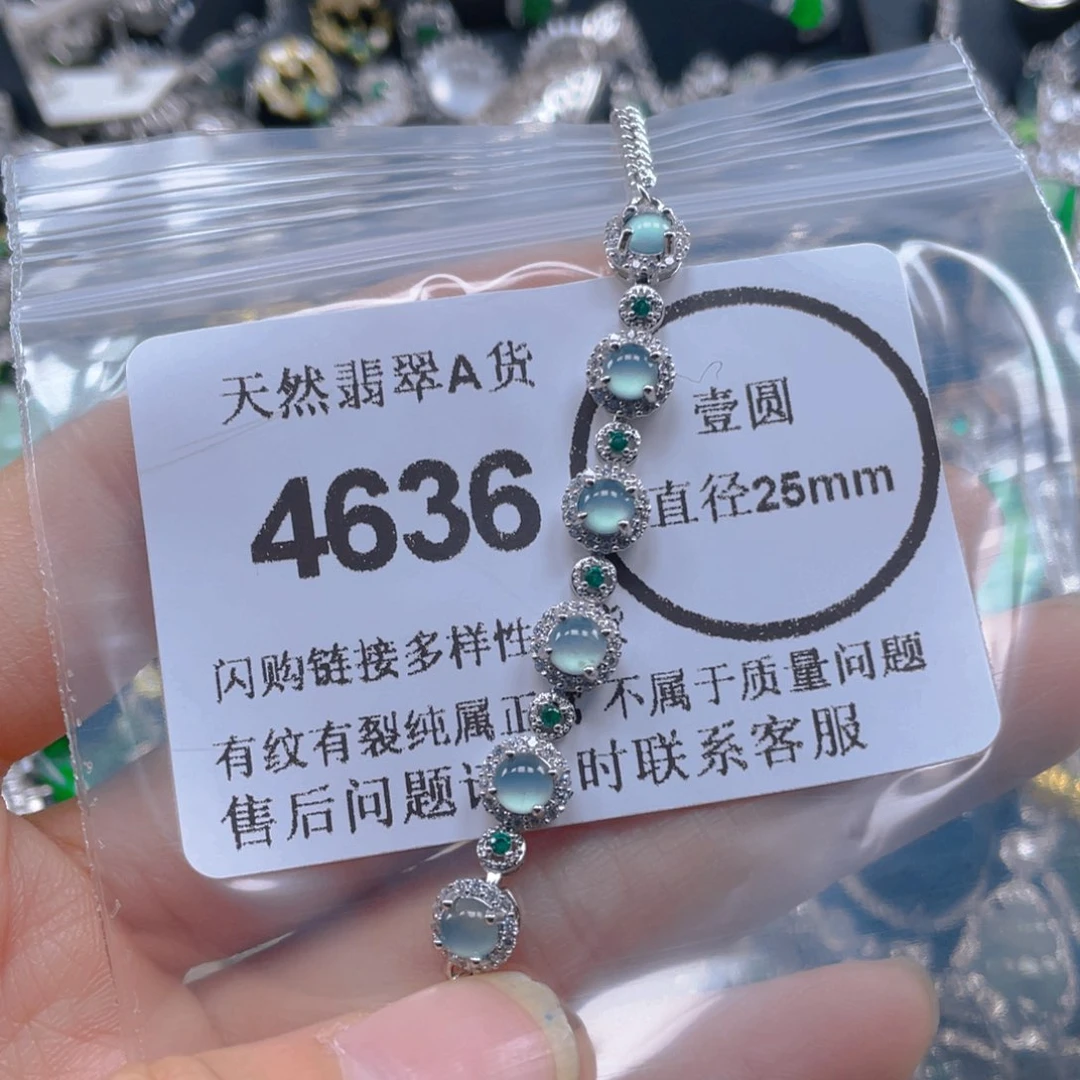 天然翡翠A货
壹圆
4636
直径25mm
闪购链接多样性
有纹有裂纯属正 不属于质量问题
售后问题 时联系客服